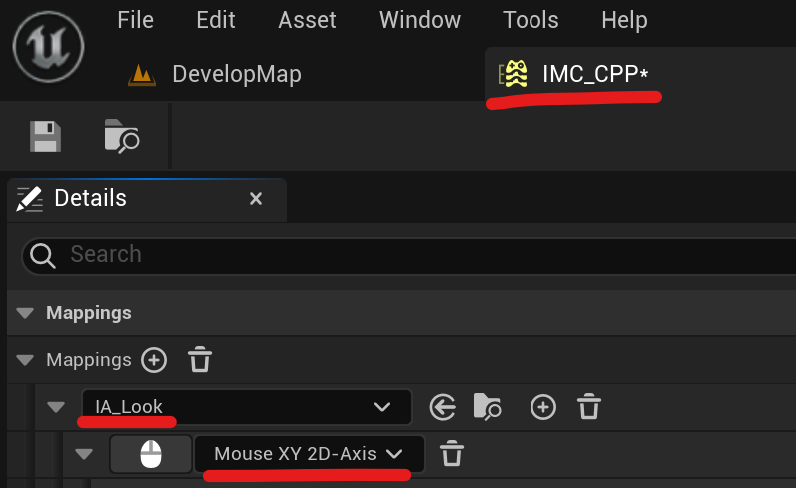 File Edit Asset Window Tools Help
DevelopMap IMC_CPP*
Details
Search
Mappings
Mappings
IA_Look
Mouse XY 2D-Axis